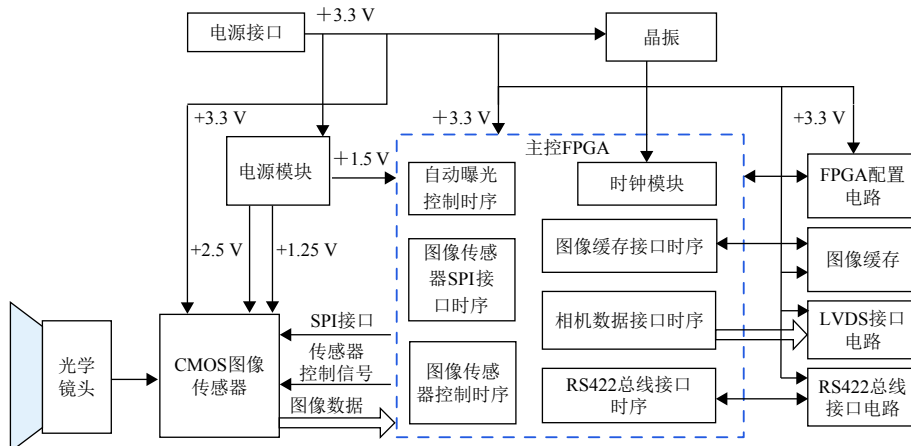 电源接口
＋3.3 V
晶振
+3.3 V
＋3.3 V
+3.3 V
电源模块
＋1.5 V
主控FPGA
自动曝光
控制时序
时钟模块
FPGA配置
电路
+2.5 V
+1.25 V
图像传感
器SPI接
口时序
图像缓存接口时序
图像缓存
光学
镜头
CMOS图像
传感器
SPI接口
传感器
控制信号
图像数据
相机数据接口时序
LVDS接口
电路
图像传感
器控制时序
RS422总线接口
时序
RS422总线
接口电路